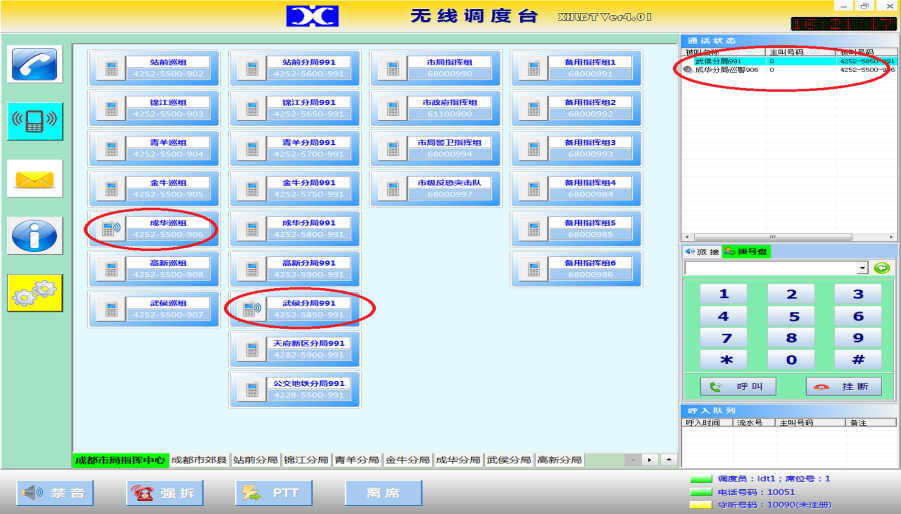 无线调度台 XHLDT Ver4.01
15:21:17
站前巡组
4252-5500-902
站前分局991
4252-5600-991
市局指挥组
68000990
备用指挥组1
68000991
锦江巡组
4252-5500-903
锦江分局991
4252-5650-991
市政府指挥组
61100900
备用指挥组2
68000992
青羊巡组
4252-5500-904
青羊分局991
4252-5700-991
市局警卫指挥组
68000994
备用指挥组3
68000993
金牛巡组
4252-5500-905
金牛分局991
4252-5750-991
市级反恐突击队
68000997
备用指挥组4
68000984
成华巡组
4252-5500-906
成华分局991
4252-5800-991
备用指挥组5
68000985
高新巡组
4252-5500-908
高新分局991
4252-5900-991
备用指挥组6
68000986
武侯巡组
4252-5500-907
武侯分局991
4252-5850-991
天府新区分局991
4282-5900-991
公交地铁分局991
4228-5500-991
成都市局指挥中心 成都市郊县 站前分局 锦江分局 青羊分局 金牛分局 成华分局 武侯分局 高新分局
通话状态
被叫名称 主叫号码 被叫号码
武侯分局991 0 4252-5850-991
成华分局巡警906 0 4252-5500-906
派接 拨号盘
1 2 3
4 5 6
7 8 9
* 0 #
呼叫 挂断
呼入队列
呼入时间 流水号 主叫号码 备注
禁音 强拆 PTT 离席
调度员：ldt1；席位号：1
电话号码：10051
守听号码：10090(未注册)